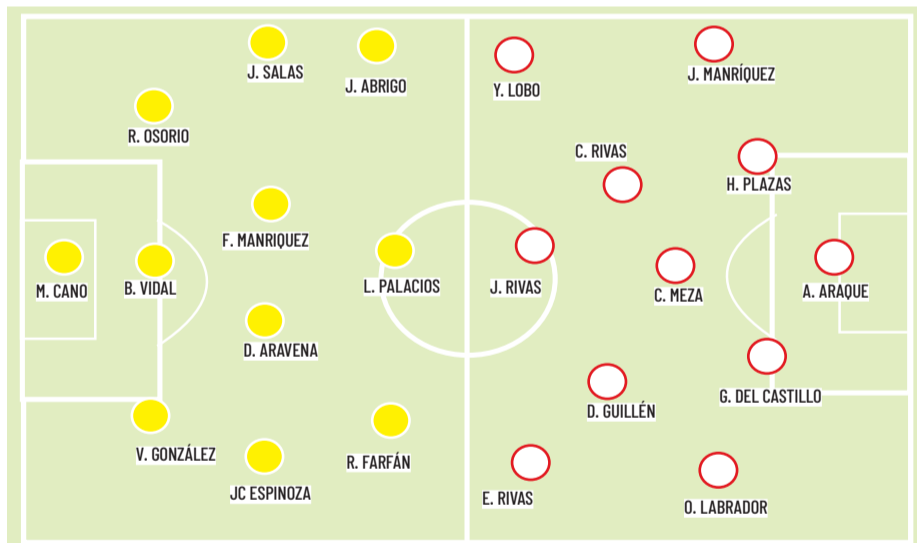 J. SALAS
J. ABRIGO
R. OSORIO
F. MANRIQUEZ
M. CANO
B. VIDAL
L. PALACIOS
D. ARAVENA
V. GONZÁLEZ
R. FARFÁN
JC ESPINOZA
Y. LOBO
J. MANRÍQUEZ
C. RIVAS
H. PLAZAS
J. RIVAS
C. MEZA
A. ARAQUE
G. DEL CASTILLO
D. GUILLÉN
E. RIVAS
O. LABRADOR